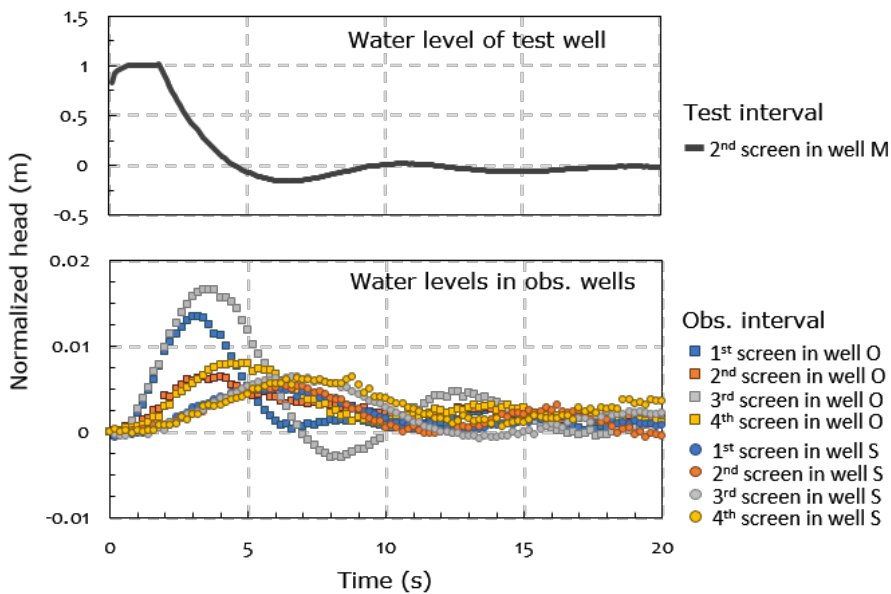 Water level of test well
1.5
1
0.5
0
-0.5
Test interval
2nd screen in well M
Normalized head (m)
Water levels in obs. wells
0.02
0.01
0
-0.01
Obs. interval
1st screen in well O
2nd screen in well O
3rd screen in well O
4th screen in well O
1st screen in well S
2nd screen in well S
3rd screen in well S
4th screen in well S
0 5 10 15 20
Time (s)